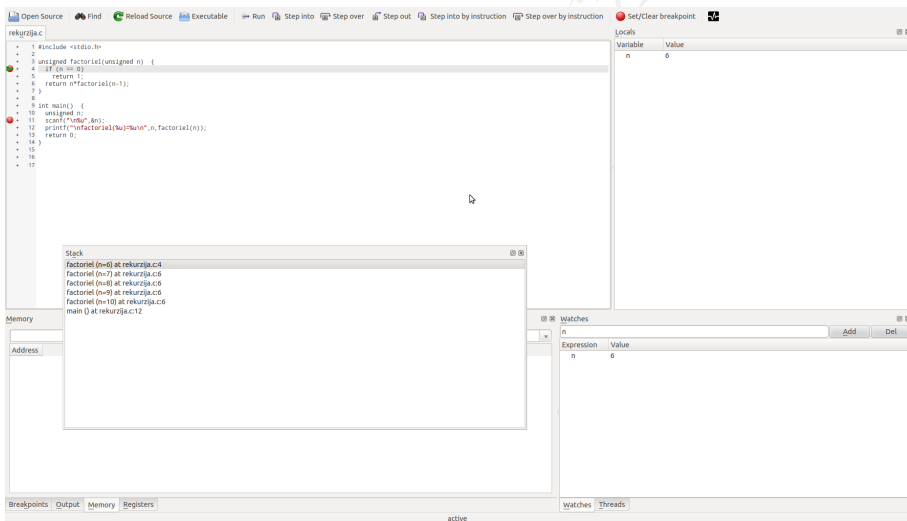 Open Source Find Reload Source Executable Run Step into Step over Step out Step into by instruction Step over by instruction Set/Clear breakpoint
rekurzija.c
+ 1 #include <stdio.h>
+ 2
+ 3 unsigned factoriel(unsigned n) {
+ 4 if (n == 0)
+ 5 return 1;
+ 6 return n*factoriel(n-1);
+ 7 }
+ 8
+ 9 int main() {
+ 10 unsigned n;
+ 11 scanf("\n%u",&n);
+ 12 printf("\nfactoriel(%u)=%u\n",n,factoriel(n));
+ 13 return 0;
+ 14 }
+ 15
+ 16
+ 17
Locals
Variable Value
n 6
Stack
factoriel (n=6) at rekurzija.c:4
factoriel (n=7) at rekurzija.c:6
factoriel (n=8) at rekurzija.c:6
factoriel (n=9) at rekurzija.c:6
factoriel (n=10) at rekurzija.c:6
main () at rekurzija.c:12
Memory
Address
Watches
n Add Del
Expression Value
n 6
Breakpoints Output Memory Registers
Watches Threads
active